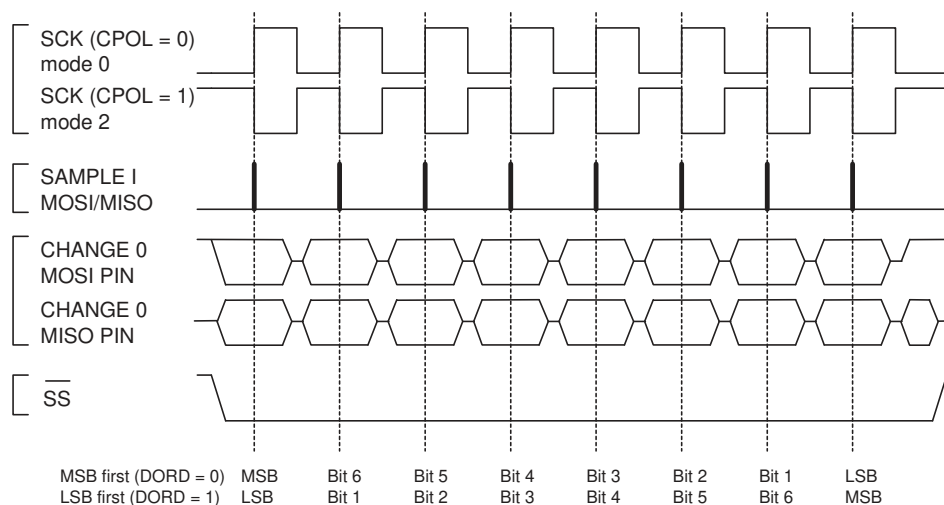 SCK (CPOL = 0)
mode 0
SCK (CPOL = 1)
mode 2
SAMPLE I
MOSI/MISO
CHANGE 0
MOSI PIN
CHANGE 0
MISO PIN
SS
MSB first (DORD = 0) MSB Bit 6 Bit 5 Bit 4 Bit 3 Bit 2 Bit 1 LSB
LSB first (DORD = 1) LSB Bit 1 Bit 2 Bit 3 Bit 4 Bit 5 Bit 6 MSB